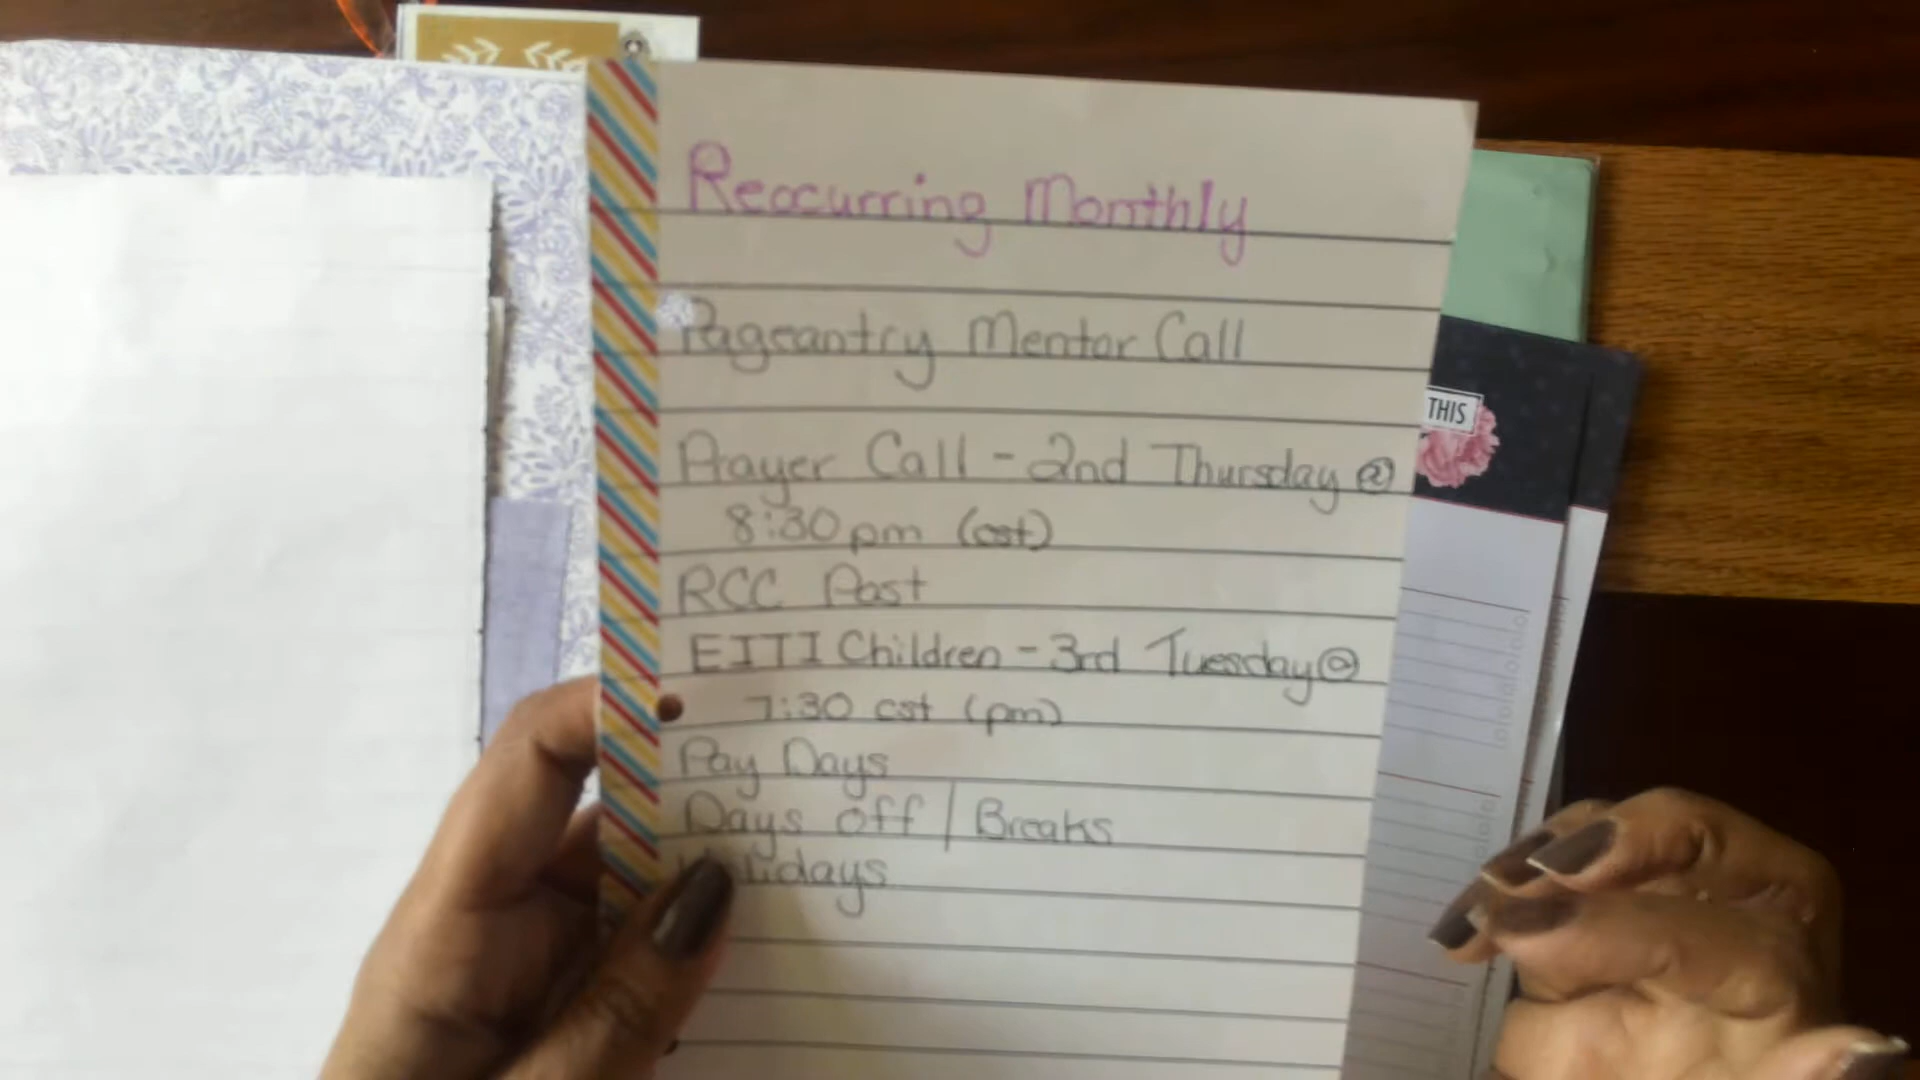 Reocurring Monthly
Pageantry Mentor Call
Prayer Call - 2nd Thursday @
8:30 pm (cst)
RCC Post
EITI Children - 3rd Tuesday @
7:30 cst (pm)
Pay Days
Days off / Breaks
Holidays
THIS